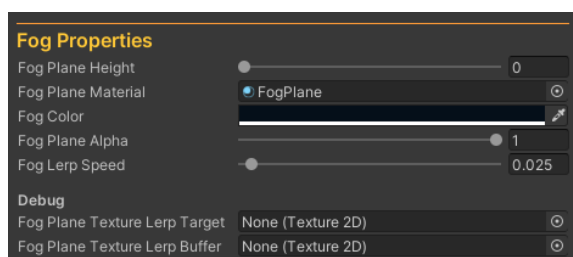 Fog Properties
Fog Plane Height 0
Fog Plane Material FogPlane
Fog Color
Fog Plane Alpha 1
Fog Lerp Speed 0.025
Debug
Fog Plane Texture Lerp Target None (Texture 2D)
Fog Plane Texture Lerp Buffer None (Texture 2D)